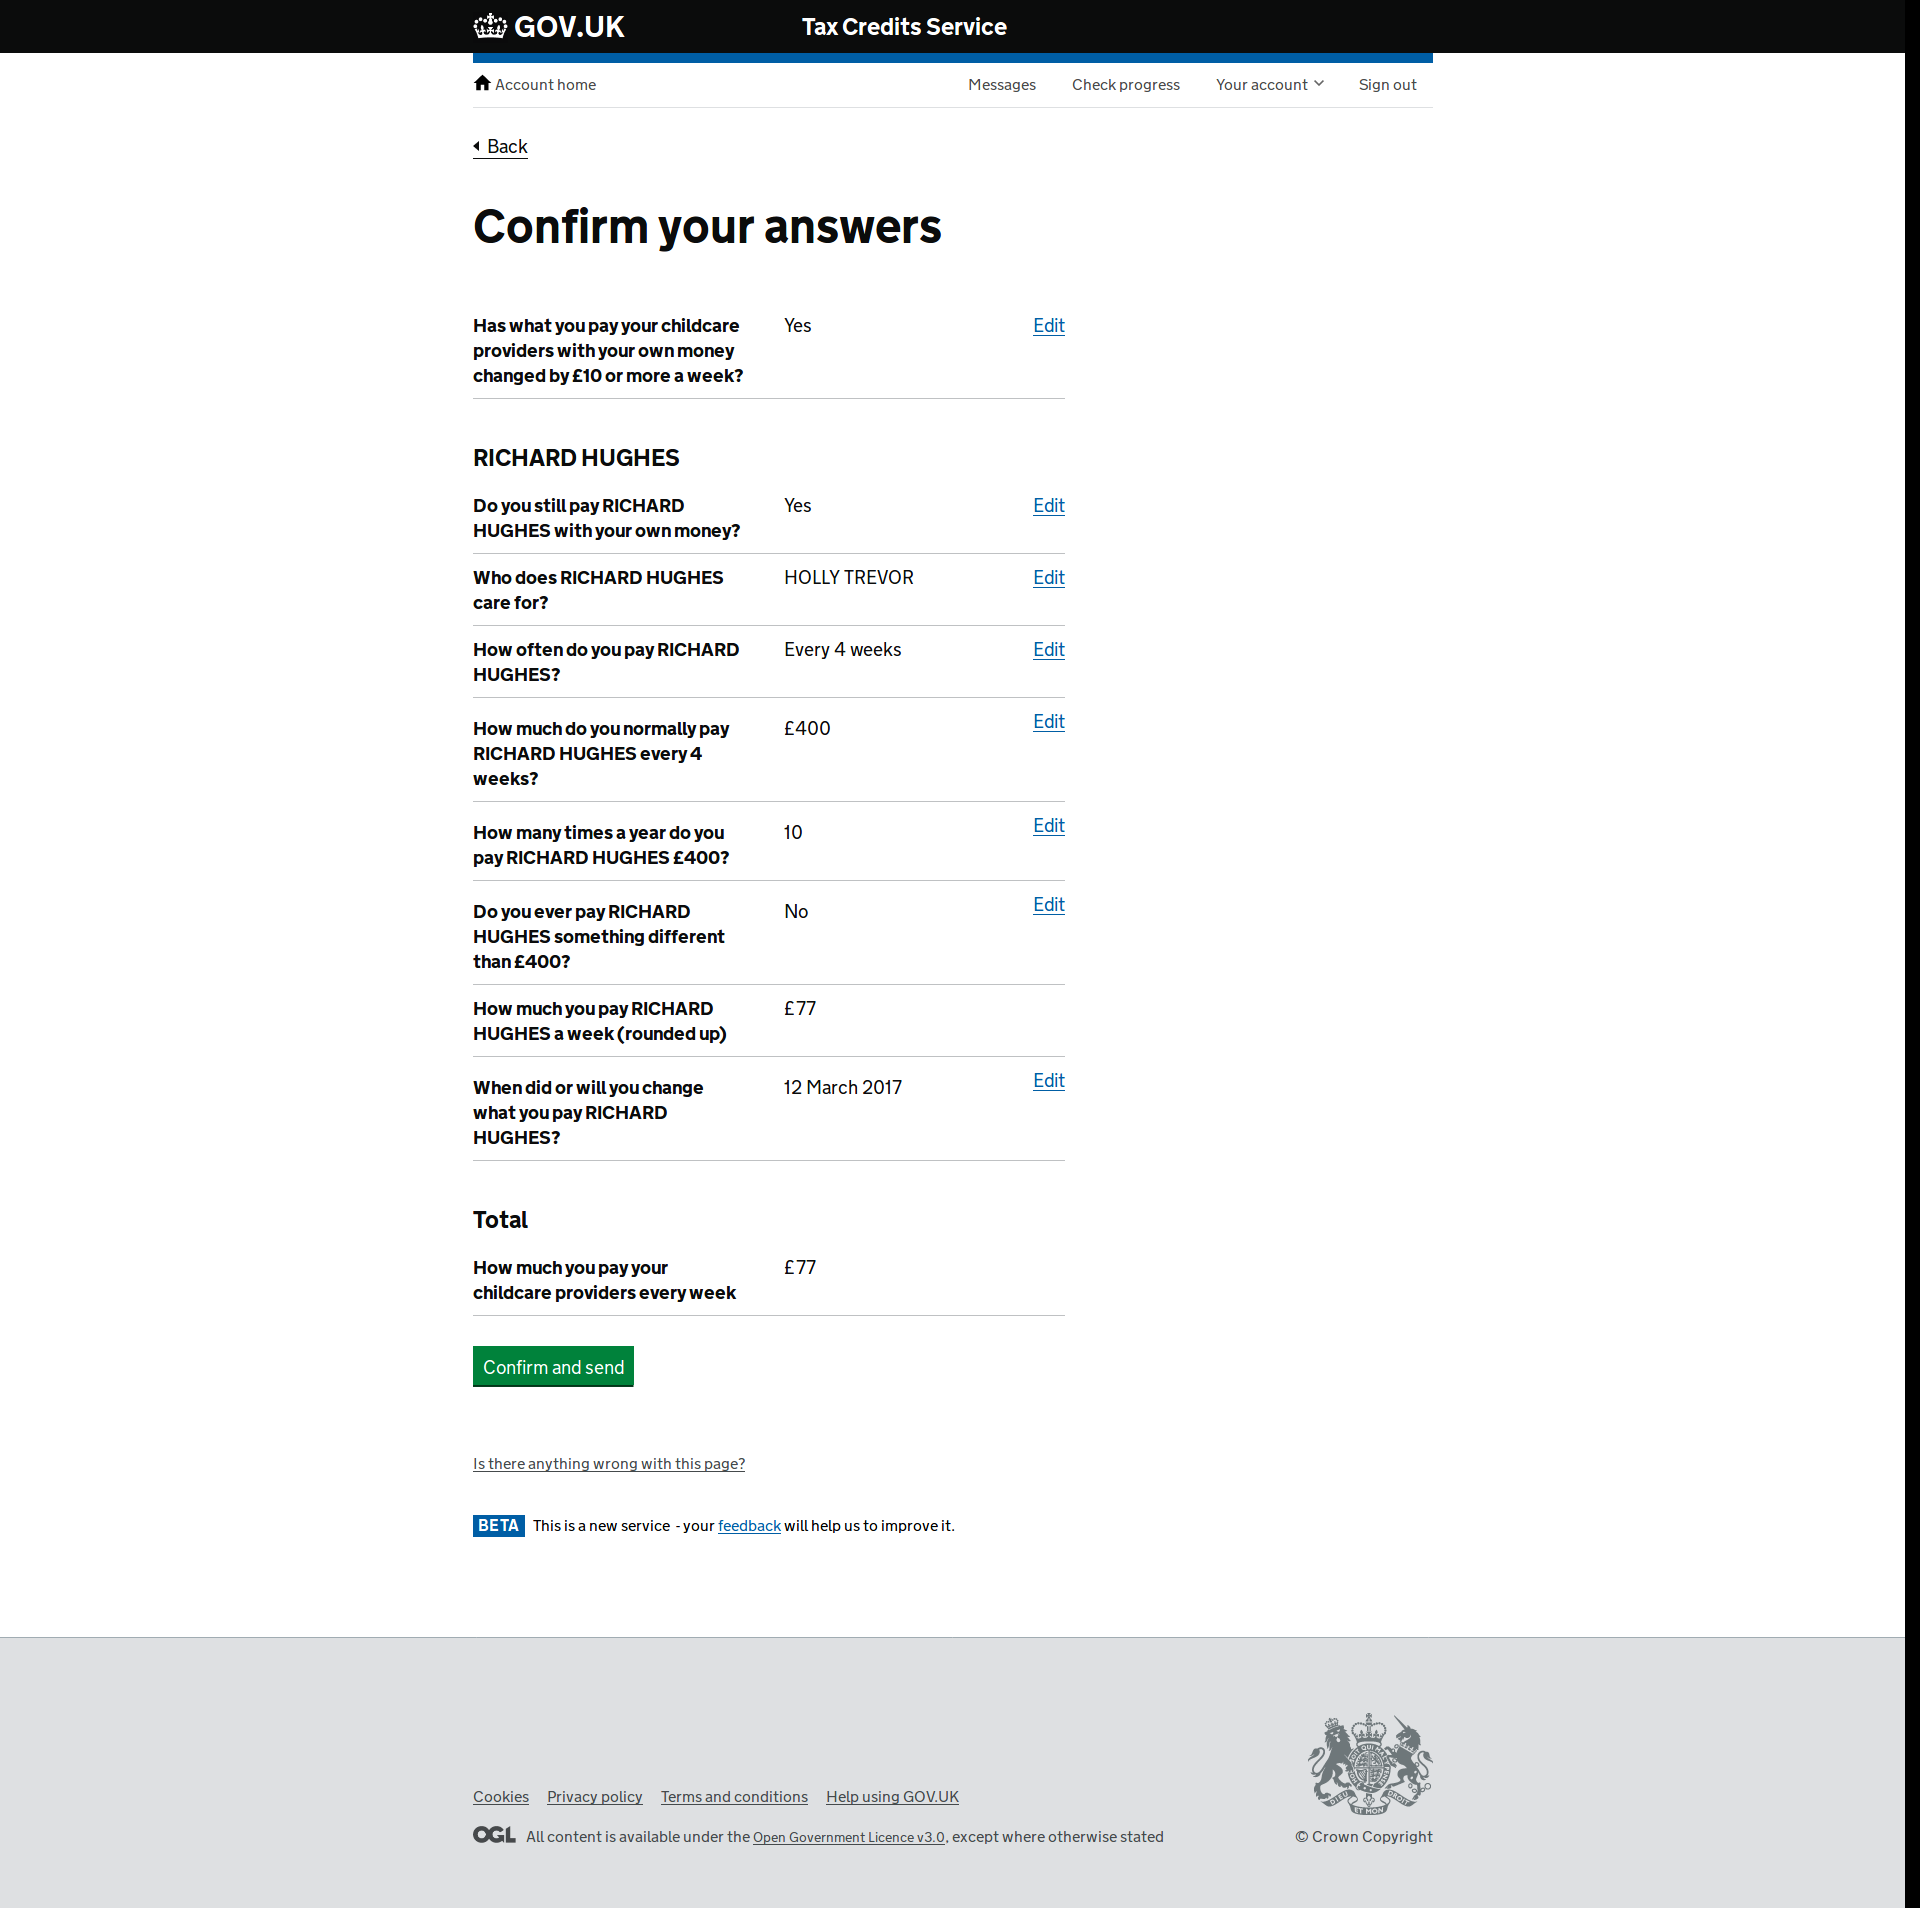 GOV.UK
Tax Credits Service
Account home
Messages
Check progress
Your account
Sign out
Back
Confirm your answers
Has what you pay your childcare
providers with your own money
changed by £10 or more a week?
Yes
Edit
RICHARD HUGHES
Do you still pay RICHARD
HUGHES with your own money?
Yes
Edit
Who does RICHARD HUGHES
care for?
HOLLY TREVOR
Edit
How often do you pay RICHARD
HUGHES?
Every 4 weeks
Edit
How much do you normally pay
RICHARD HUGHES every 4
weeks?
£400
Edit
How many times a year do you
pay RICHARD HUGHES £400?
10
Edit
Do you ever pay RICHARD
HUGHES something different
than £400?
No
Edit
How much you pay RICHARD
HUGHES a week (rounded up)
£77
When did or will you change
what you pay RICHARD
HUGHES?
12 March 2017
Edit
Total
How much you pay your
childcare providers every week
£77
Confirm and send
Is there anything wrong with this page?
BETA This is a new service - your feedback will help us to improve it.
Cookies Privacy policy Terms and conditions Help using GOV.UK
OGL All content is available under the Open Government Licence v3.0, except where otherwise stated
DIEU ET MON DROIT
© Crown Copyright